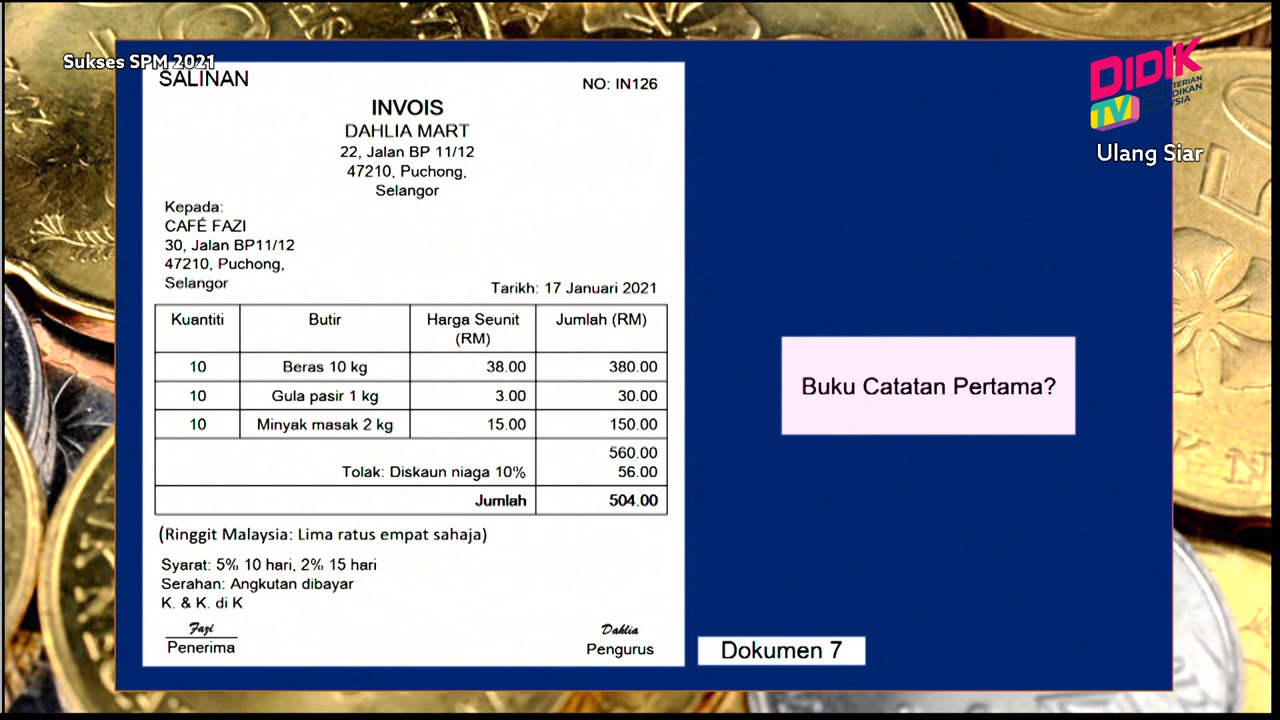 Sukses SPM 2021
SALINAN
NO: IN126
INVOIS
DAHLIA MART
22, Jalan BP 11/12
47210, Puchong,
Selangor
Kepada:
CAFÉ FAZI
30, Jalan BP11/12
47210, Puchong,
Selangor
Tarikh: 17 Januari 2021
Kuantiti Butir Harga Seunit (RM) Jumlah (RM)
10 Beras 10 kg 38.00 380.00
10 Gula pasir 1 kg 3.00 30.00
10 Minyak masak 2 kg 15.00 150.00
560.00
Tolak: Diskaun niaga 10% 56.00
Jumlah 504.00
(Ringgit Malaysia: Lima ratus empat sahaja)
Syarat: 5% 10 hari, 2% 15 hari
Serahan: Angkutan dibayar
K. & K. di K
Fazi
Penerima
Dahlia
Pengurus
DIDIK
TV
MALAYSIA
Ulang Siar
Buku Catatan Pertama?
Dokumen 7